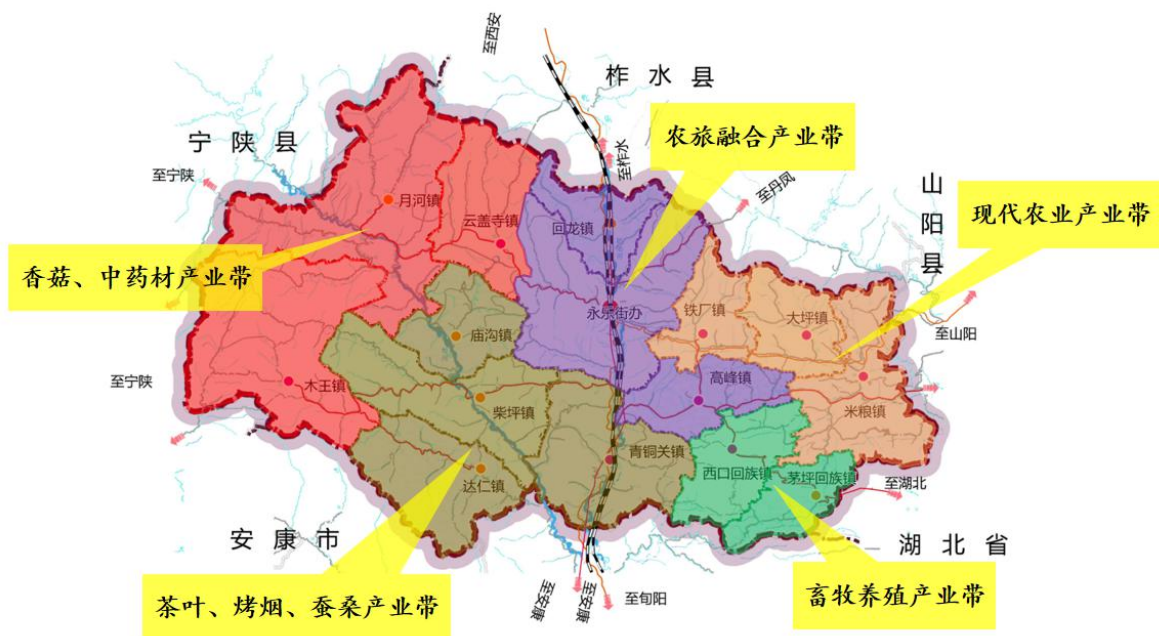 至西安
柞水县
宁陕县
农旅融合产业带
至柞水
至宁陕
至丹凤
山阳县
月河镇
现代农业产业带
云盖寺镇
回龙镇
香菇、中药材产业带
永乐街办
铁厂镇
大坪镇
至山阳
庙沟镇
至宁陕
木王镇
高峰镇
柴坪镇
米粮镇
青铜关镇
西口回族镇
茅坪回族镇
至湖北
达仁镇
安康市
湖北省
茶叶、烤烟、蚕桑产业带
至安康
至安康
至旬阳
畜牧养殖产业带